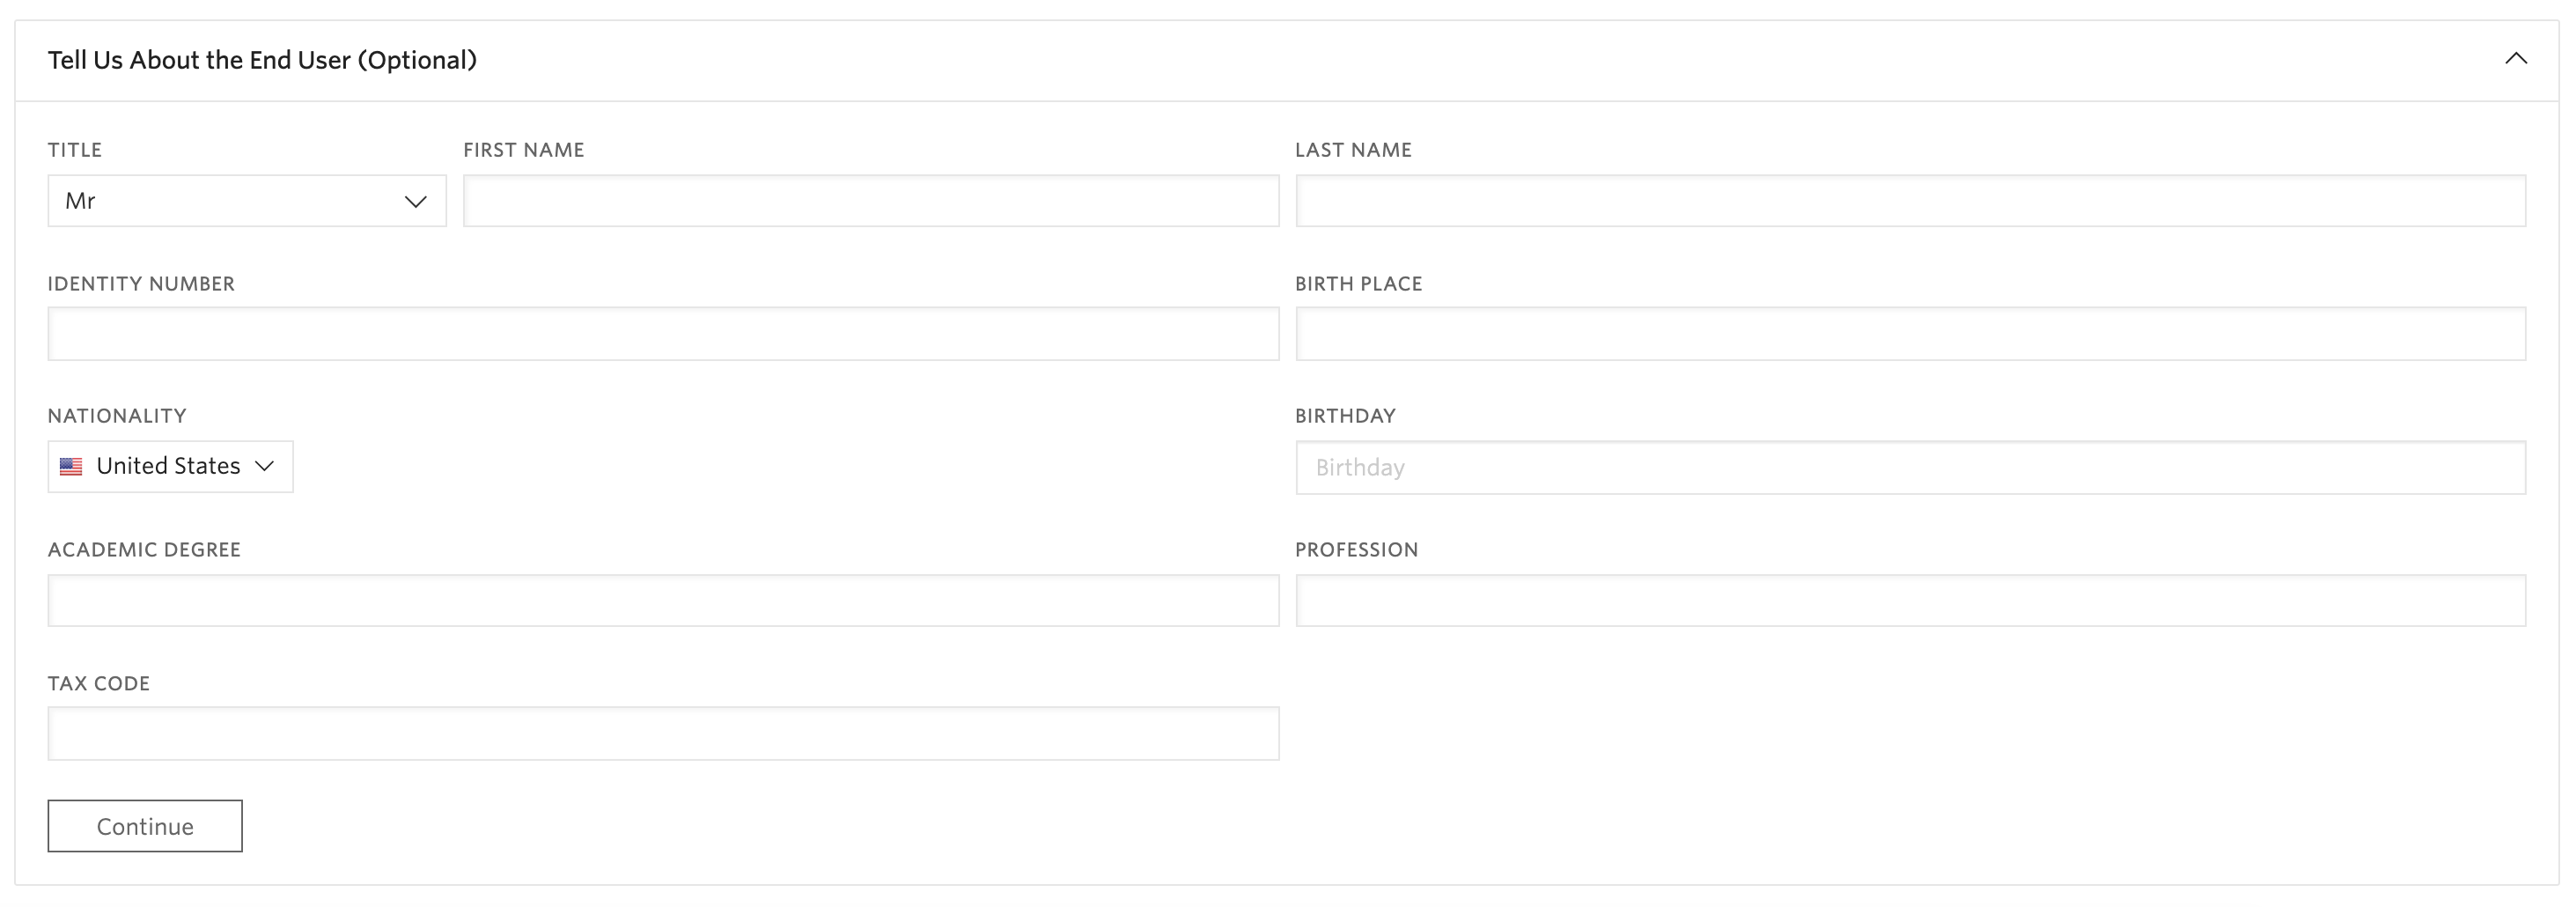 Tell Us About the End User (Optional)
TITLE
FIRST NAME
LAST NAME
Mr
IDENTITY NUMBER
BIRTH PLACE
NATIONALITY
BIRTHDAY
United States
Birthday
ACADEMIC DEGREE
PROFESSION
TAX CODE
Continue